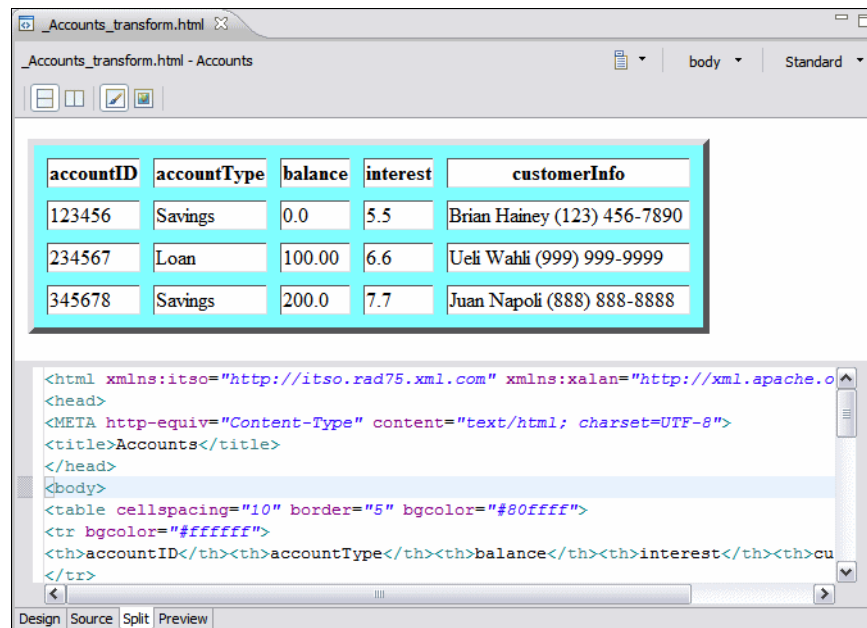 _Accounts_transform.html
_Accounts_transform.html - Accounts
body
Standard
accountID accountType balance interest customerInfo
123456 Savings 0.0 5.5 Brian Hainey (123) 456-7890
234567 Loan 100.00 6.6 Ueli Wahli (999) 999-9999
345678 Savings 200.0 7.7 Juan Napoli (888) 888-8888
<html xmlns:itso="http://itso.rad75.xml.com" xmlns:xalan="http://xml.apache.o
<head>
<META http-equiv="Content-Type" content="text/html; charset=UTF-8">
<title>Accounts</title>
</head>
<body>
<table cellspacing="10" border="5" bgcolor="#80ffff">
<tr bgcolor="#ffffff">
<th>accountID</th><th>accountType</th><th>balance</th><th>interest</th><th>cu
</tr>
Design Source Split Preview